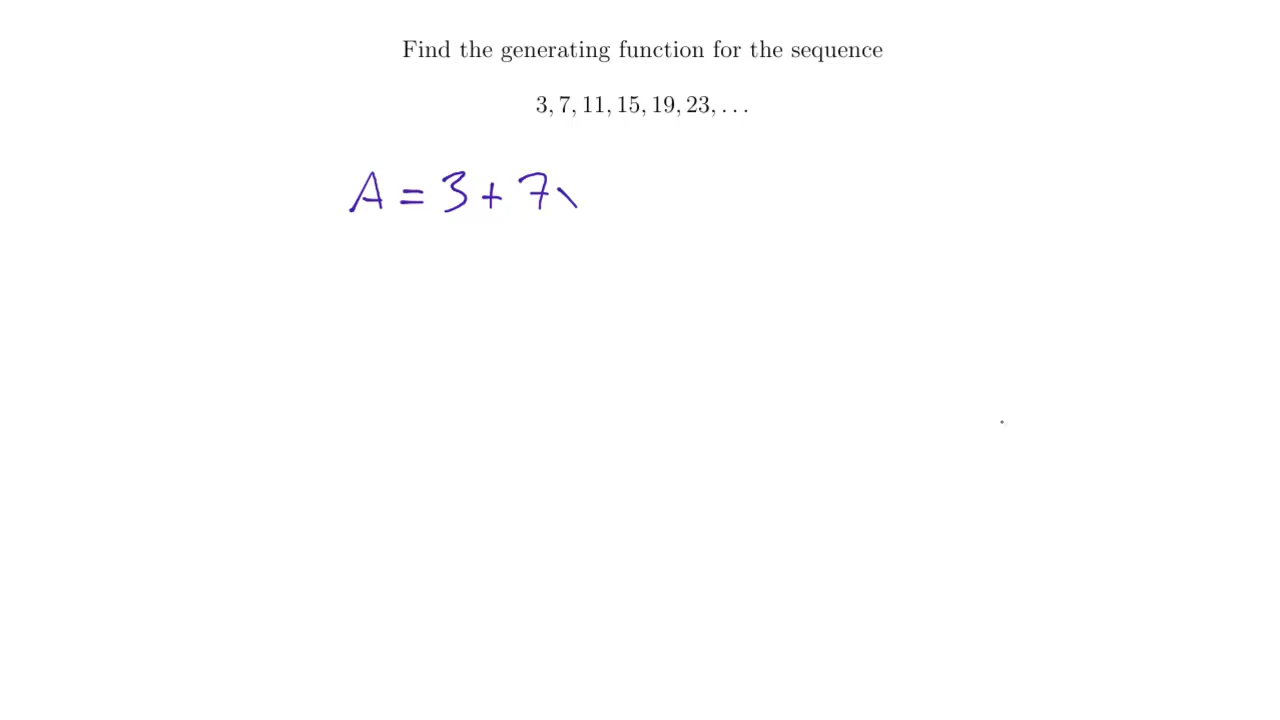 Find the generating function for the sequence
3, 7, 11, 15, 19, 23, . . .
A = 3 + 7